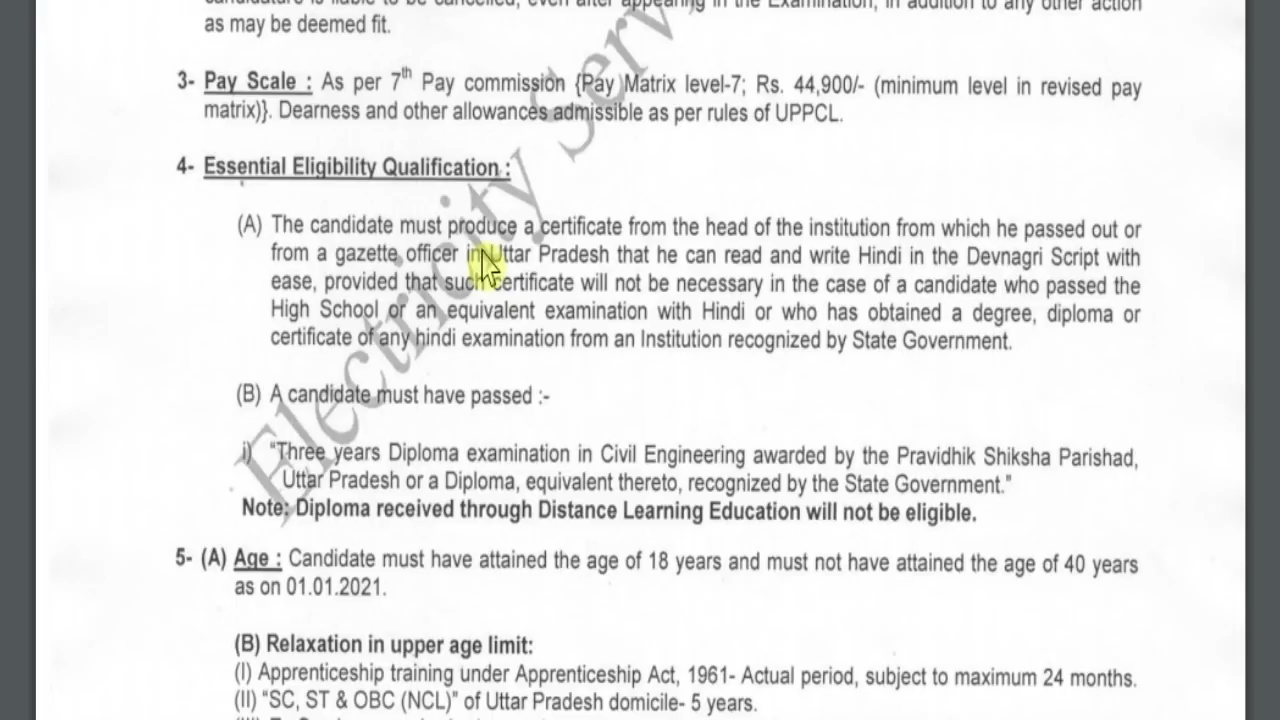 as may be deemed fit.
3- Pay Scale : As per 7th Pay commission {Pay Matrix level-7; Rs. 44,900/- (minimum level in revised pay
matrix)}. Dearness and other allowances admissible as per rules of UPPCL.
4- Essential Eligibility Qualification :
(A) The candidate must produce a certificate from the head of the institution from which he passed out or
from a gazette officer in Uttar Pradesh that he can read and write Hindi in the Devnagri Script with
ease, provided that such certificate will not be necessary in the case of a candidate who passed the
High School or an equivalent examination with Hindi or who has obtained a degree, diploma or
certificate of any hindi examination from an Institution recognized by State Government.
(B) A candidate must have passed :-
i) "Three years Diploma examination in Civil Engineering awarded by the Pravidhik Shiksha Parishad,
Uttar Pradesh or a Diploma, equivalent thereto, recognized by the State Government."
Note: Diploma received through Distance Learning Education will not be eligible.
5- (A) Age : Candidate must have attained the age of 18 years and must not have attained the age of 40 years
as on 01.01.2021.
(B) Relaxation in upper age limit:
(I) Apprenticeship training under Apprenticeship Act, 1961- Actual period, subject to maximum 24 months.
(II) "SC, ST & OBC (NCL)" of Uttar Pradesh domicile- 5 years.
Electricity